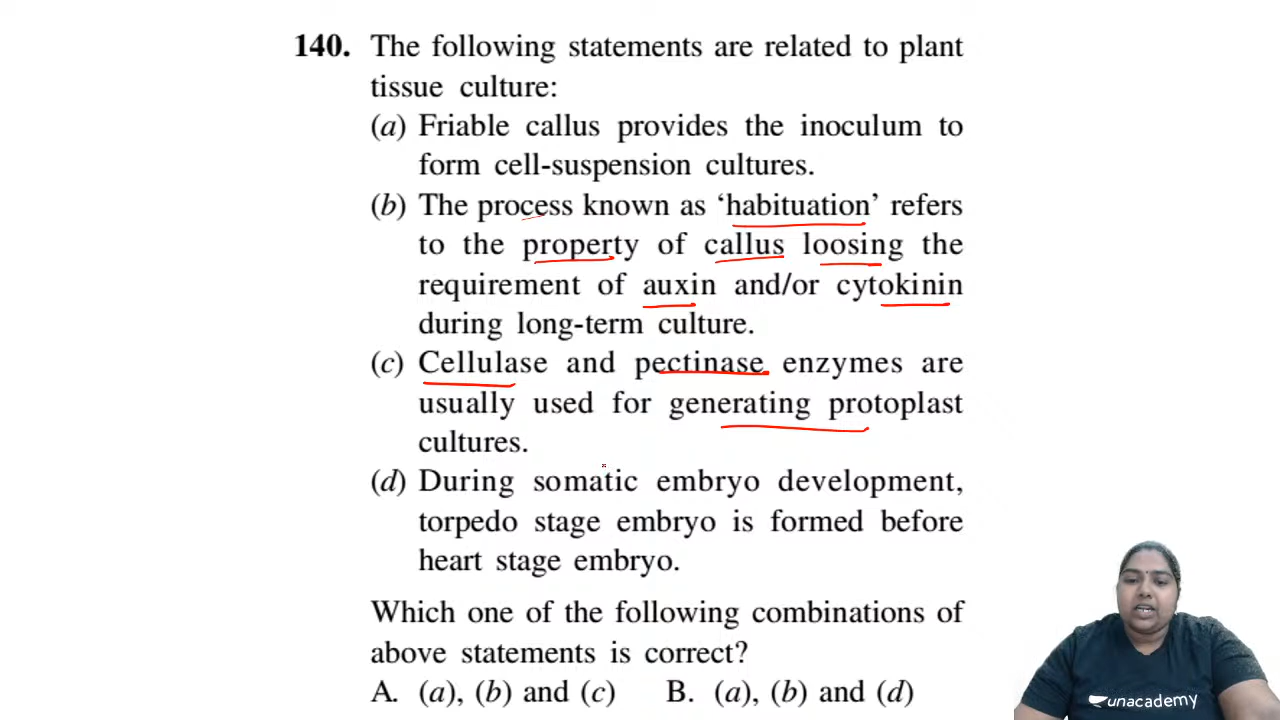 140. The following statements are related to plant
tissue culture:
(a) Friable callus provides the inoculum to
form cell-suspension cultures.
(b) The process known as ‘habituation’ refers
to the property of callus loosing the
requirement of auxin and/or cytokinin
during long-term culture.
(c) Cellulase and pectinase enzymes are
usually used for generating protoplast
cultures.
(d) During somatic embryo development,
torpedo stage embryo is formed before
heart stage embryo.
Which one of the following combinations of
above statements is correct?
A. (a), (b) and (c) B. (a), (b) and (d)
unacademy